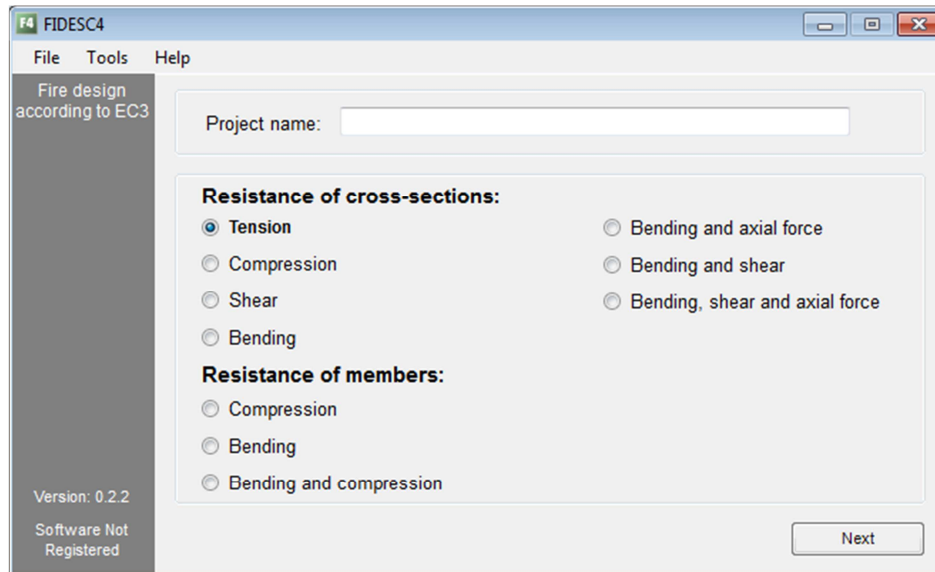 F4 FIDESC4
File Tools Help
Fire design
according to EC3
Project name:
Resistance of cross-sections:
Tension
Compression
Shear
Bending
Bending and axial force
Bending and shear
Bending, shear and axial force
Resistance of members:
Compression
Bending
Bending and compression
Version: 0.2.2
Software Not
Registered
Next